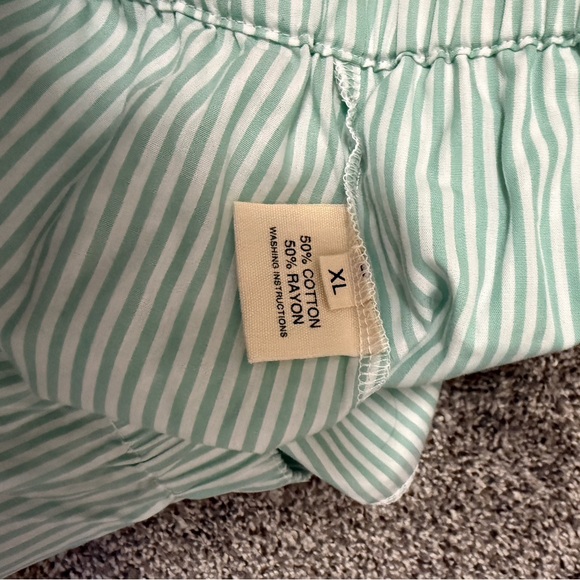 XL
50% COTTON
50% RAYON
WASHING INSTRUCTIONS